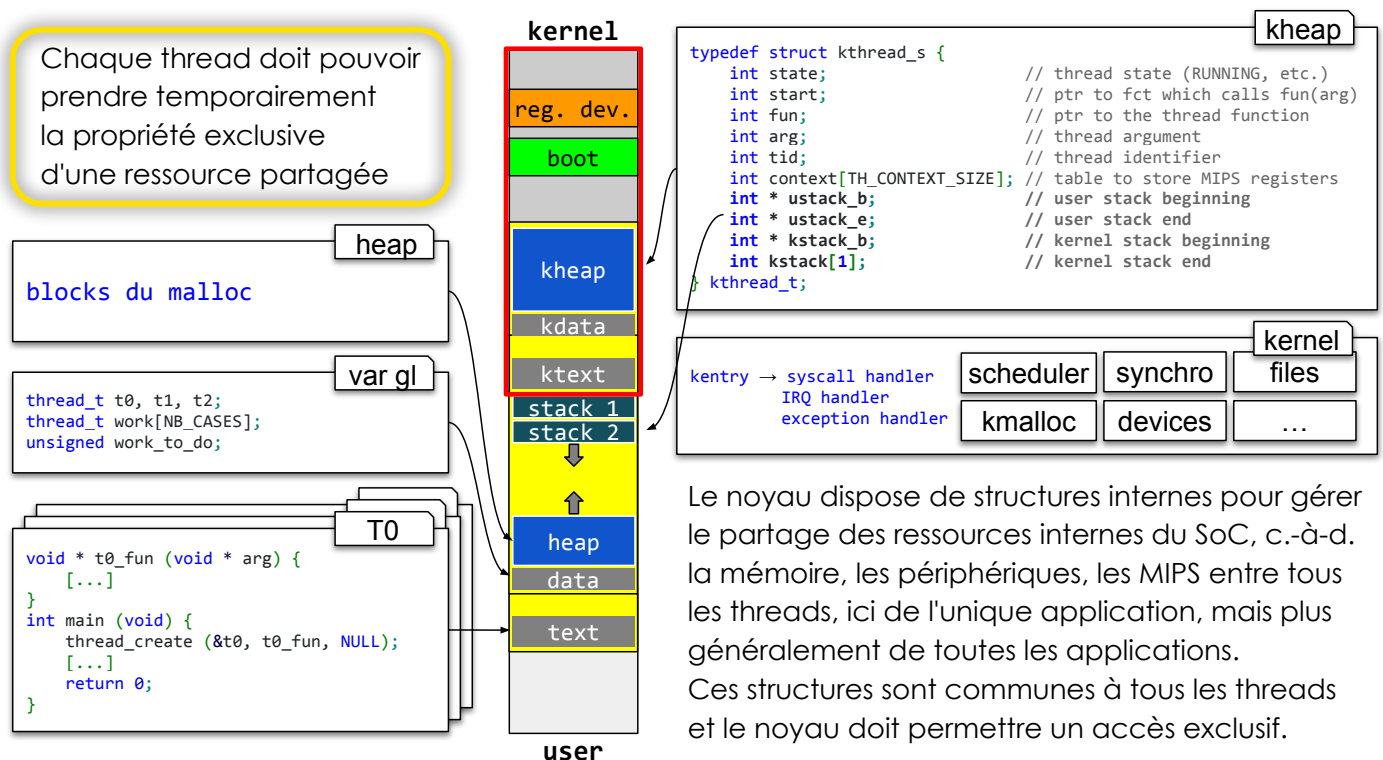 Chaque thread doit pouvoir
prendre temporairement
la propriété exclusive
d'une ressource partagée
heap
blocks du malloc
var gl
thread_t t0, t1, t2;
thread_t work[NB_CASES];
unsigned work_to_do;
T0
void * t0_fun (void * arg) {
[...]
}
int main (void) {
thread_create (&t0, t0_fun, NULL);
[...]
return 0;
}
kernel
reg. dev.
boot
kheap
kdata
ktext
stack 1
stack 2
heap
data
text
user
kheap
typedef struct kthread_s {
int state; // thread state (RUNNING, etc.)
int start; // ptr to fct which calls fun(arg)
int fun; // ptr to the thread function
int arg; // thread argument
int tid; // thread identifier
int context[TH_CONTEXT_SIZE]; // table to store MIPS registers
int * ustack_b; // user stack beginning
int * ustack_e; // user stack end
int * kstack_b; // kernel stack beginning
int kstack[1]; // kernel stack end
} kthread_t;
kernel
kentry → syscall handler
IRQ handler
exception handler
scheduler synchro files
kmalloc devices ...
Le noyau dispose de structures internes pour gérer
le partage des ressources internes du SoC, c.-à-d.
la mémoire, les périphériques, les MIPS entre tous
les threads, ici de l'unique application, mais plus
généralement de toutes les applications.
Ces structures sont communes à tous les threads
et le noyau doit permettre un accès exclusif.